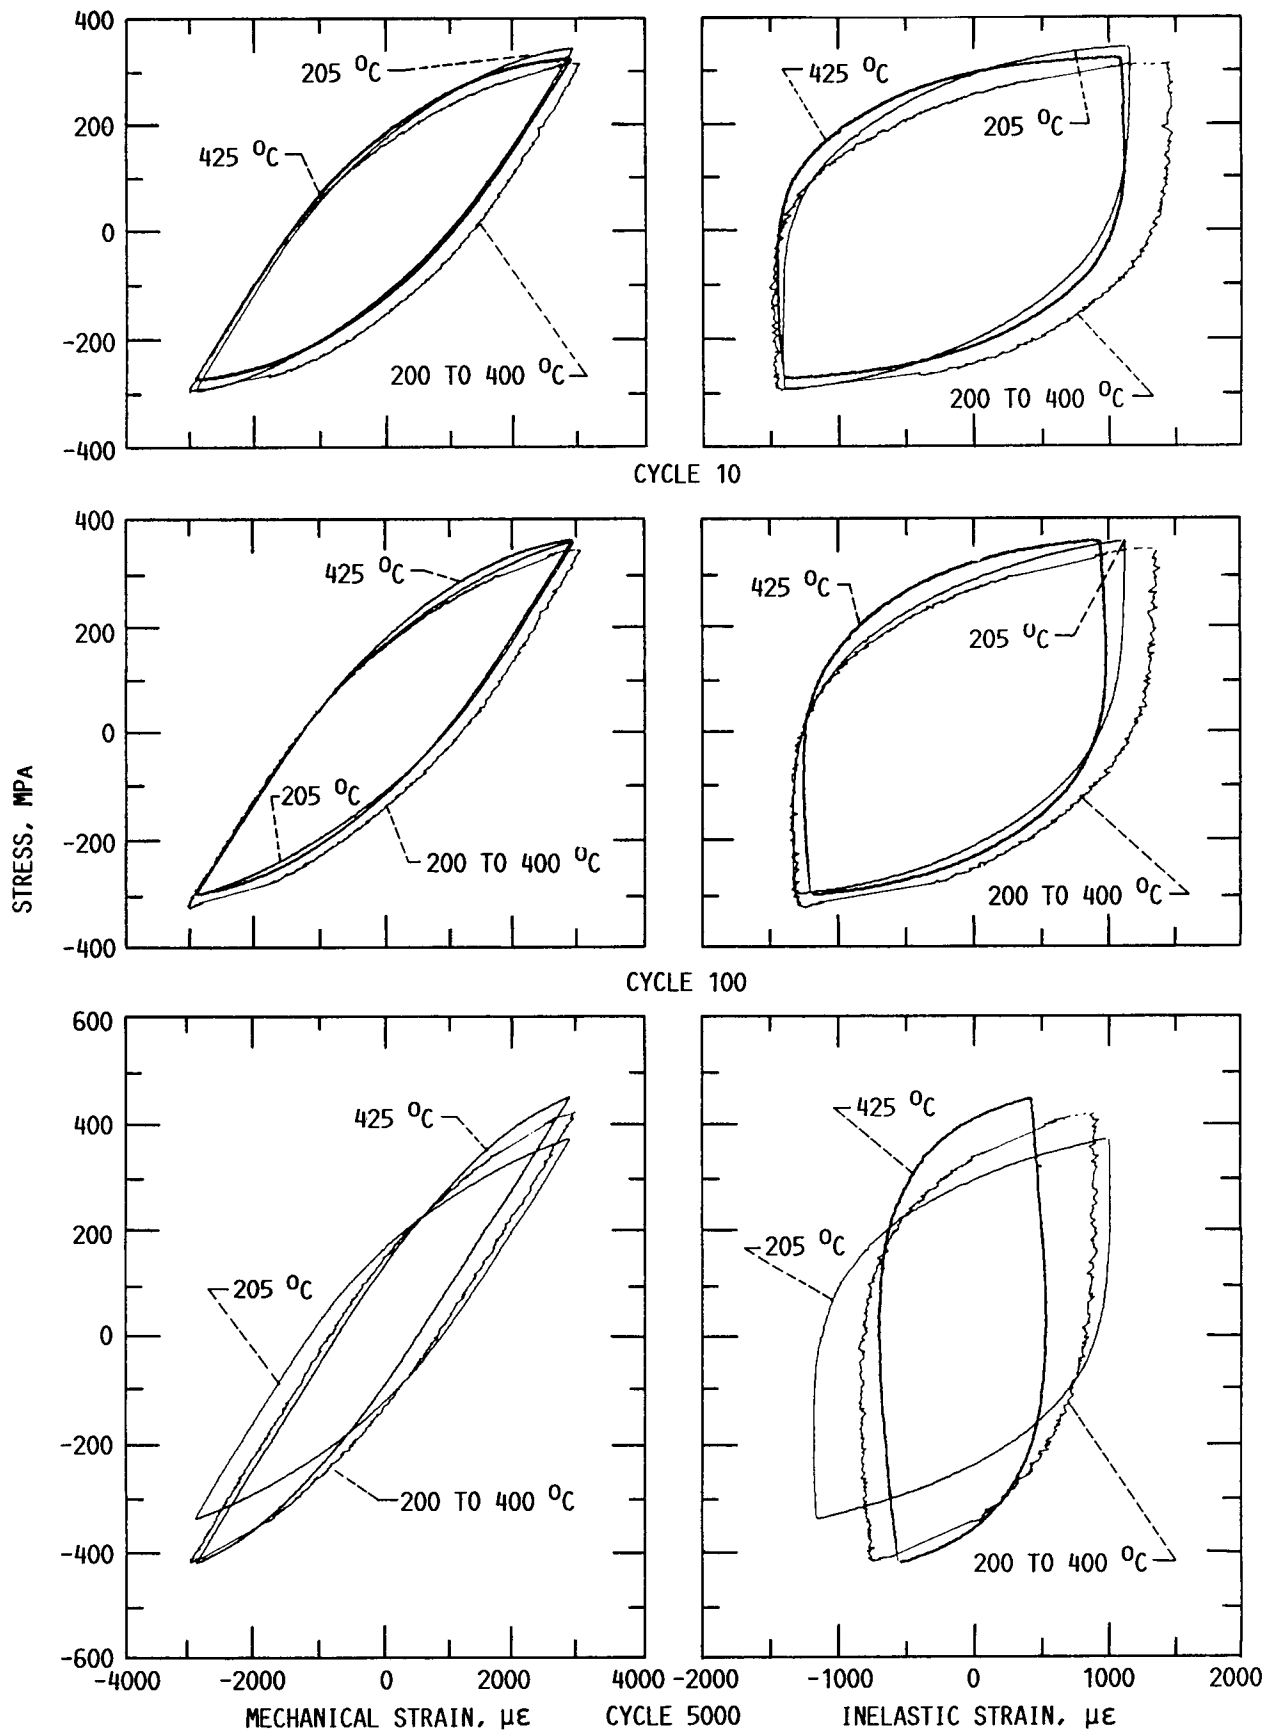 400
200
0
-200
-400
205 °C
425 °C
200 TO 400 °C
425 °C
205 °C
200 TO 400 °C
CYCLE 10
STRESS, MPA
400
200
0
-200
-400
425 °C
205 °C
200 TO 400 °C
425 °C
205 °C
200 TO 400 °C
CYCLE 100
600
400
200
0
-200
-400
-600
425 °C
205 °C
200 TO 400 °C
425 °C
205 °C
200 TO 400 °C
-4000 -2000 0 2000 4000
-2000 -1000 0 1000 2000
MECHANICAL STRAIN, µε
CYCLE 5000
INELASTIC STRAIN, µε